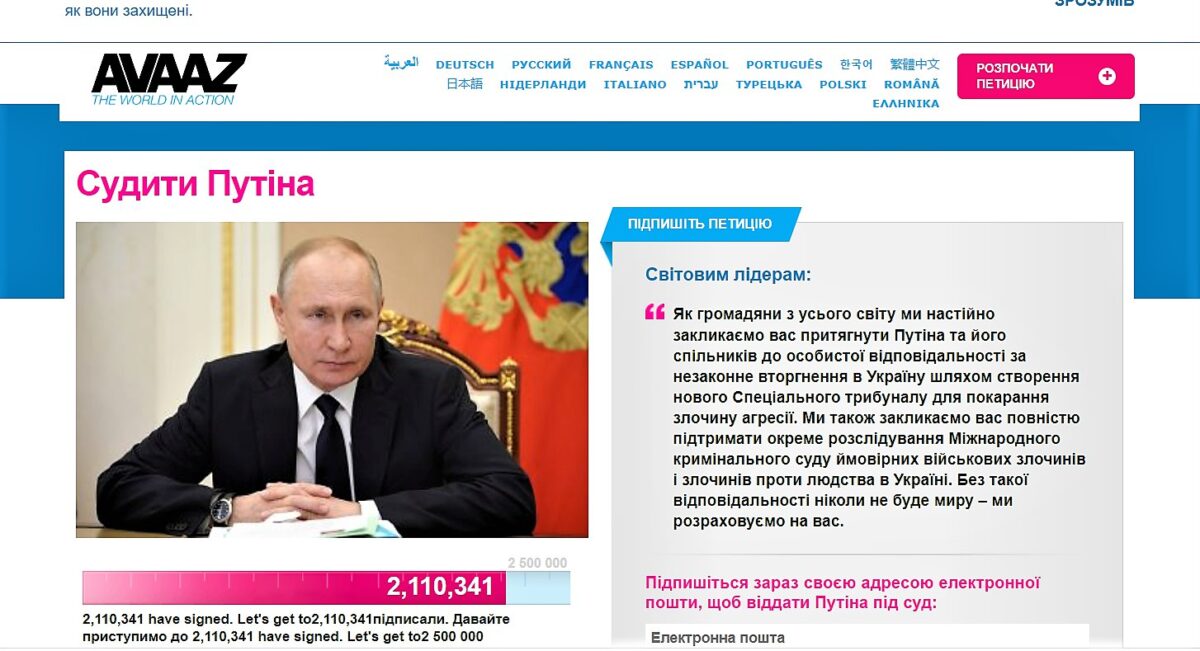 як вони захищені.
ЗРОЗУМІВ
AVAAZ
THE WORLD IN ACTION
العربية DEUTSCH РУССКИЙ FRANÇAIS ESPAÑOL PORTUGUÊS 한국어 繁體中文
日本語 НІДЕРЛАНДИ ITALIANO עברית ТУРЕЦЬКА POLSKI ROMÂNĂ
ΕΛΛΗΝΙΚΑ
РОЗПОЧАТИ
ПЕТИЦІЮ
Судити Путіна
ПІДПИШІТЬ ПЕТИЦІЮ
Світовим лідерам:
Як громадяни з усього світу ми настійно
закликаємо вас притягнути Путіна та його
спільників до особистої відповідальності за
незаконне вторгнення в Україну шляхом створення
нового Спеціального трибуналу для покарання
злочину агресії. Ми також закликаємо вас повністю
підтримати окреме розслідування Міжнародного
кримінального суду ймовірних військових злочинів
і злочинів проти людства в Україні. Без такої
відповідальності ніколи не буде миру – ми
розраховуємо на вас.
2 500 000
2,110,341
2,110,341 have signed. Let's get to2,110,341підписали. Давайте
приступимо до 2,110,341 have signed. Let's get to2 500 000
Підпишіться зараз своєю адресою електронної
пошти, щоб віддати Путіна під суд:
Електронна пошта